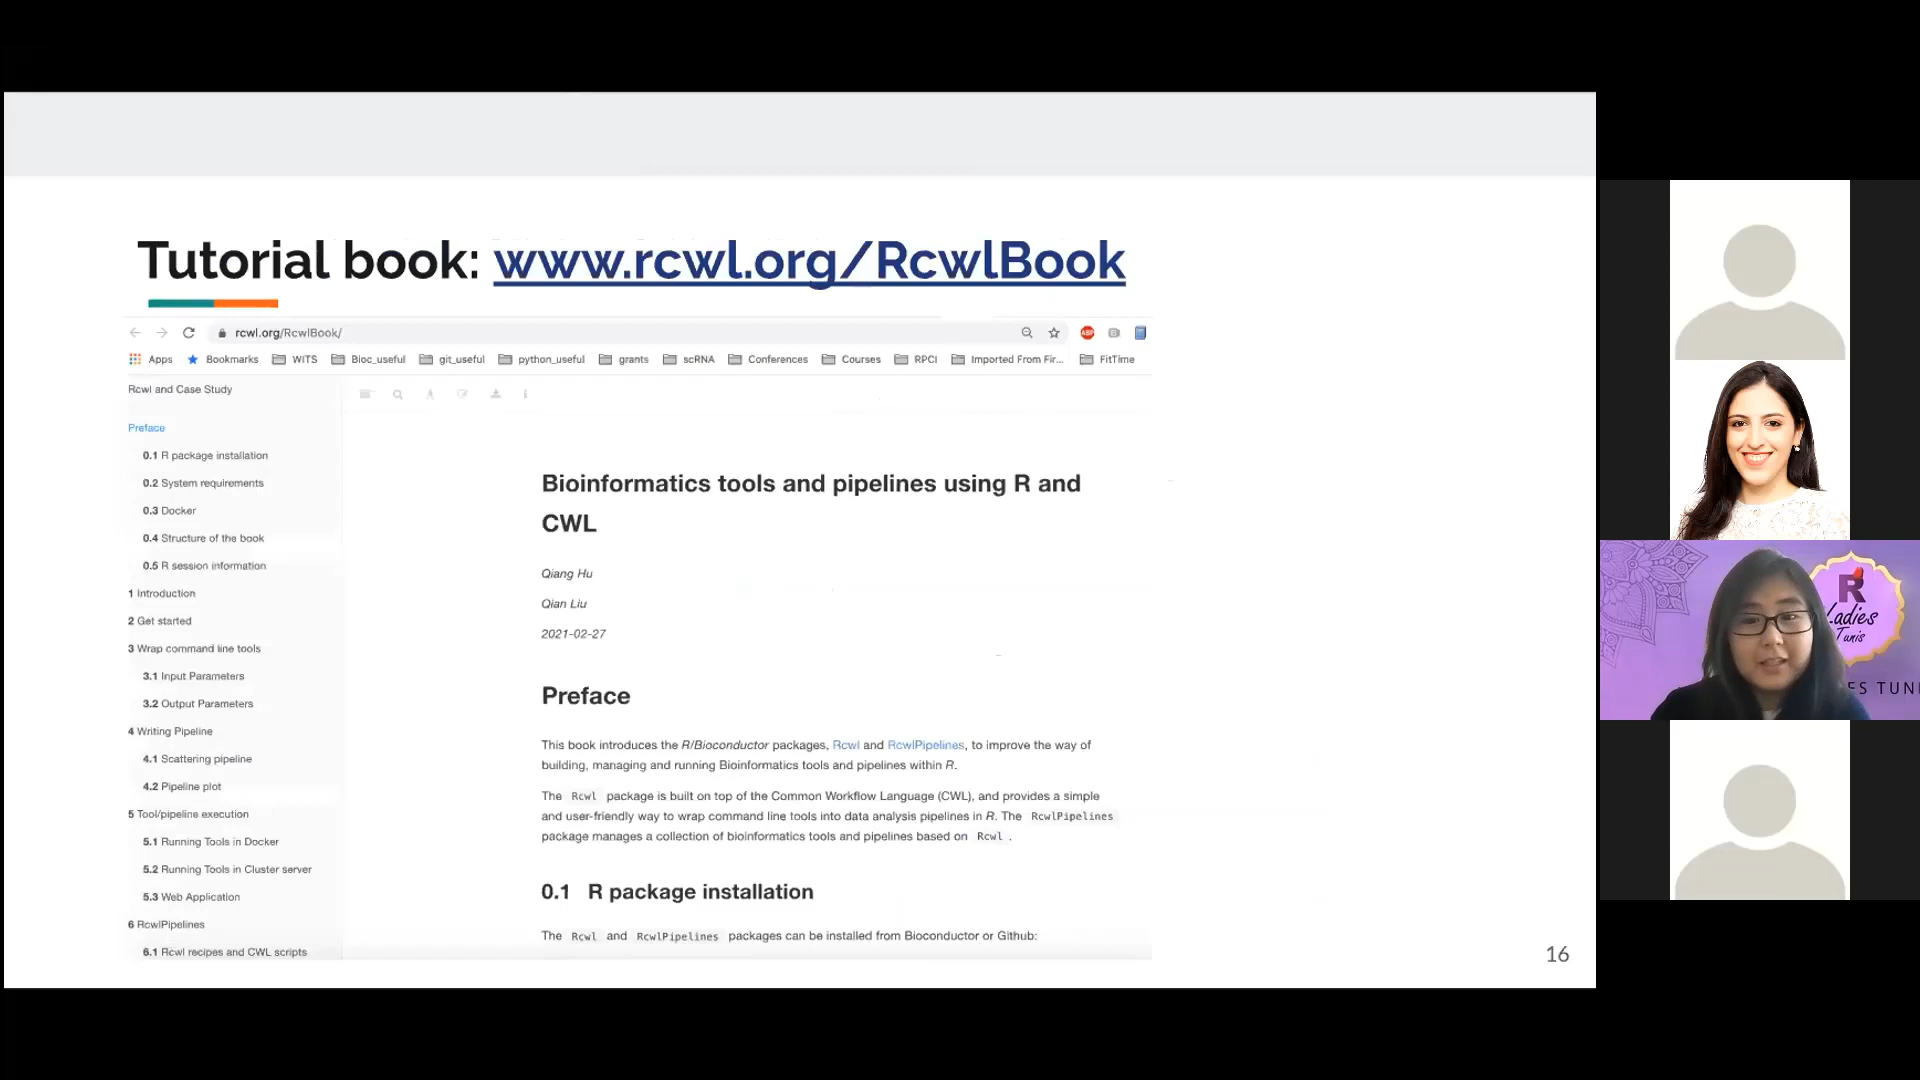 Tutorial book: www.rcwl.org/RcwlBook
rcwl.org/RcwlBook/
ABP
Apps Bookmarks WITS Bioc_useful git_useful python_useful grants scRNA Conferences Courses RPCI Imported From Fir... FitTime
Rcwl and Case Study
Preface
0.1 R package installation
0.2 System requirements
0.3 Docker
0.4 Structure of the book
0.5 R session information
1 Introduction
2 Get started
3 Wrap command line tools
3.1 Input Parameters
3.2 Output Parameters
4 Writing Pipeline
4.1 Scattering pipeline
4.2 Pipeline plot
5 Tool/pipeline execution
5.1 Running Tools in Docker
5.2 Running Tools in Cluster server
5.3 Web Application
6 RcwlPipelines
6.1 Rcwl recipes and CWL scripts
Bioinformatics tools and pipelines using R and
CWL
Qiang Hu
Qian Liu
2021-02-27
Preface
This book introduces the R/Bioconductor packages, Rcwl and RcwlPipelines, to improve the way of
building, managing and running Bioinformatics tools and pipelines within R.
The Rcwl package is built on top of the Common Workflow Language (CWL), and provides a simple
and user-friendly way to wrap command line tools into data analysis pipelines in R. The RcwlPipelines
package manages a collection of bioinformatics tools and pipelines based on Rcwl .
0.1 R package installation
The Rcwl and RcwlPipelines packages can be installed from Bioconductor or Github:
16
R
Ladies
Tunis
ES TUNI